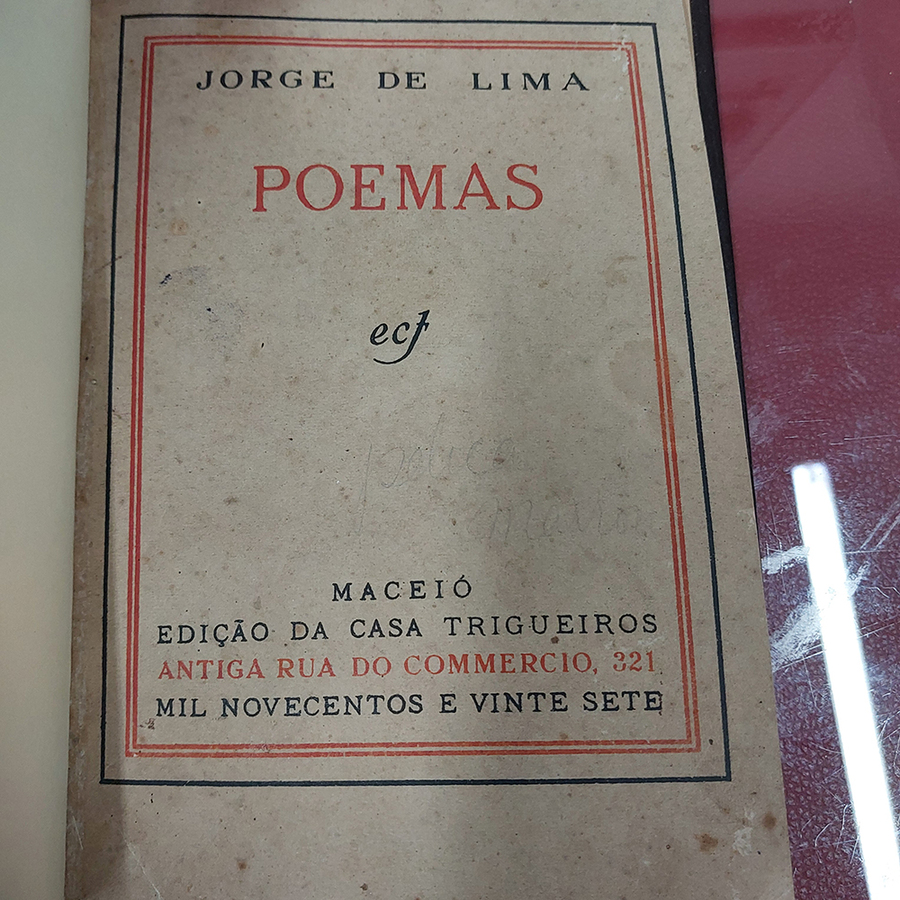 JORGE DE LIMA
POEMAS
ecf
MACEIÓ
EDIÇÃO DA CASA TRIGUEIROS
ANTIGA RUA DO COMMERCIO, 321
MIL NOVECENTOS E VINTE SETE